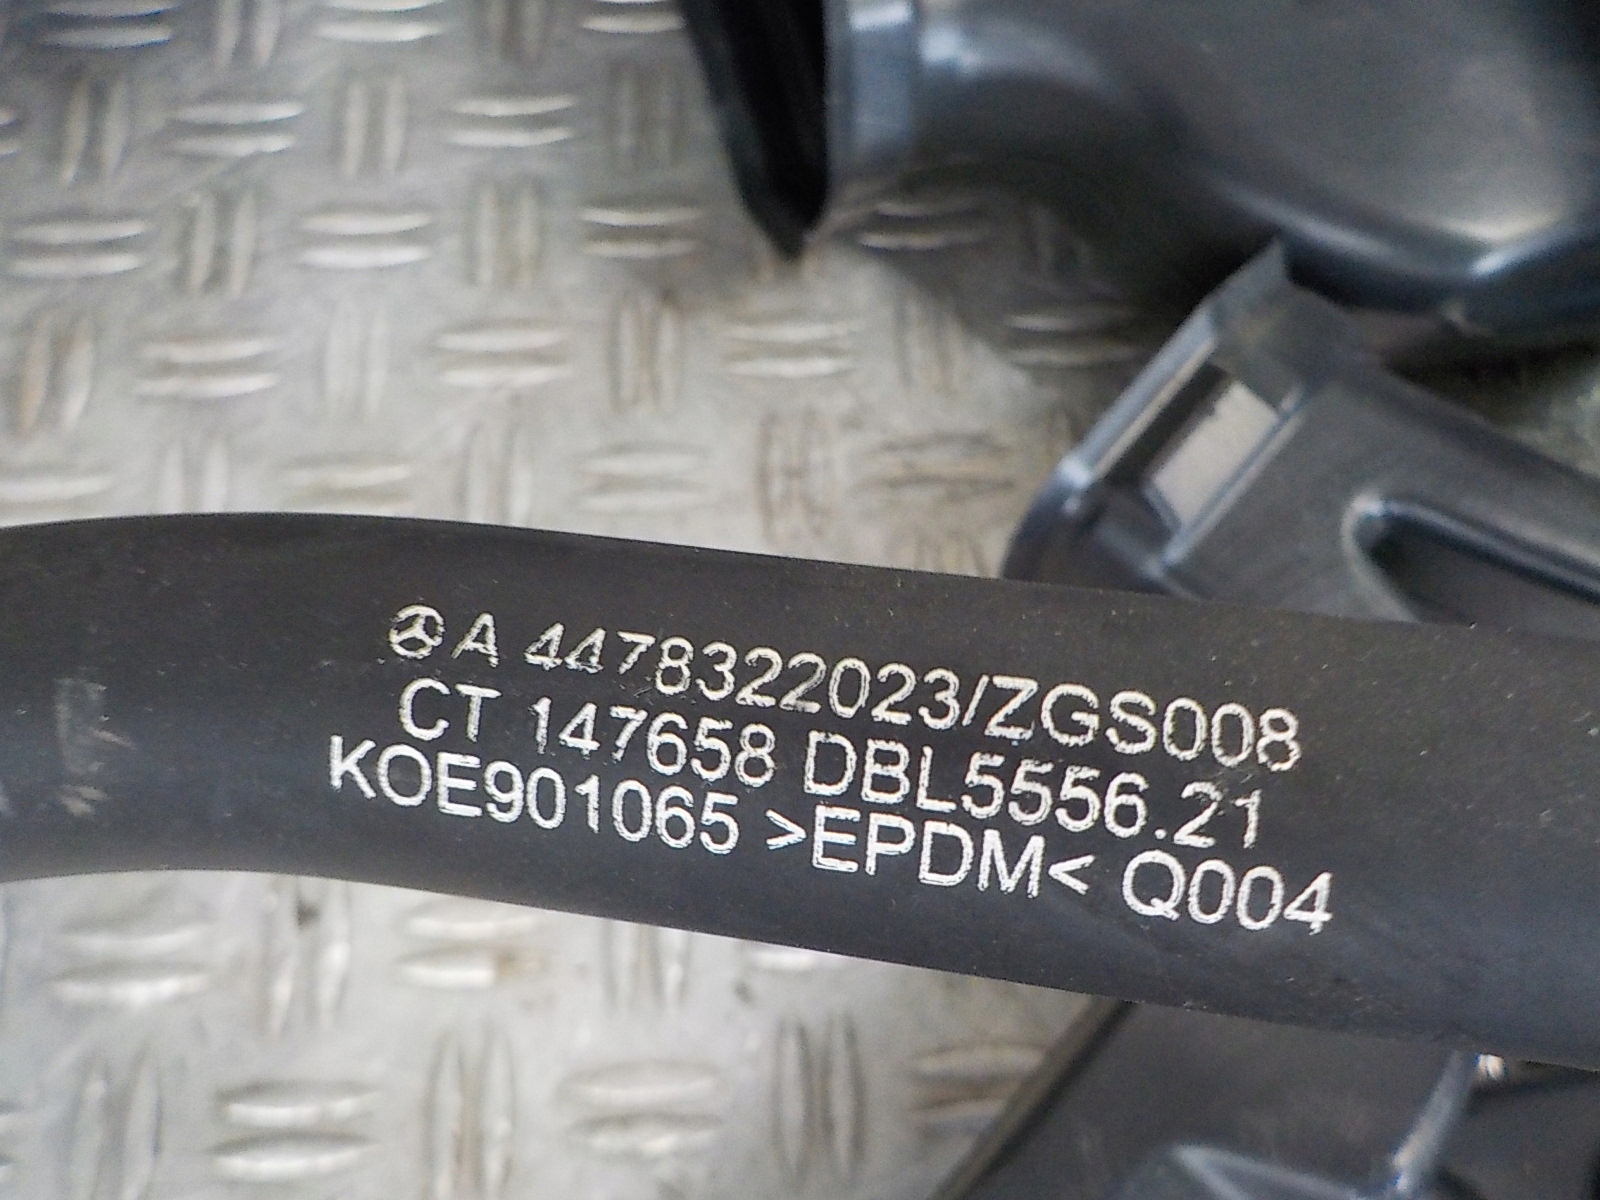 A 4478322023/ZGS008
CT 147658 DBL5556.21
KOE901065 >EPDM< Q004